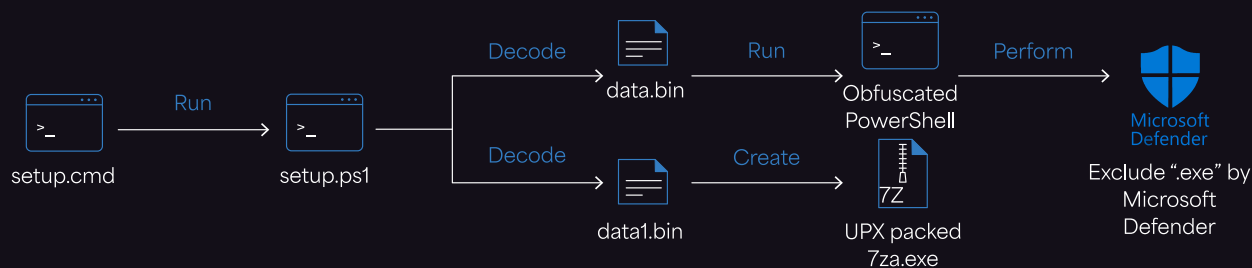 Decode
Run
Perform
Run
>_
>_
>_
data.bin
Obfuscated
PowerShell
Microsoft
Defender
setup.cmd
setup.ps1
Decode
Create
Exclude “.exe” by
Microsoft
Defender
7Z
data1.bin
UPX packed
7za.exe